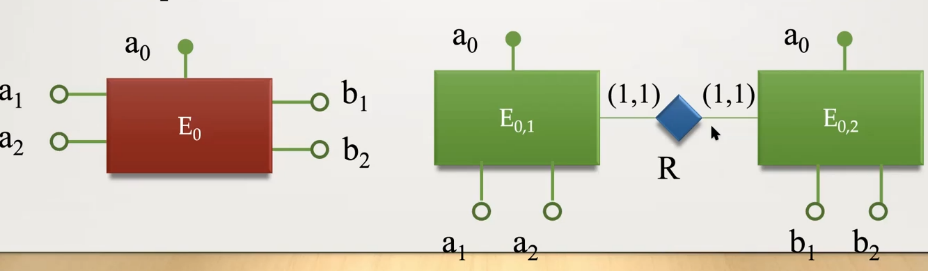 a₀
a₁
a₂
E₀
b₁
b₂
a₀
E₀,₁
a₁ a₂
(1,1) (1,1)
R
a₀
E₀,₂
b₁ b₂